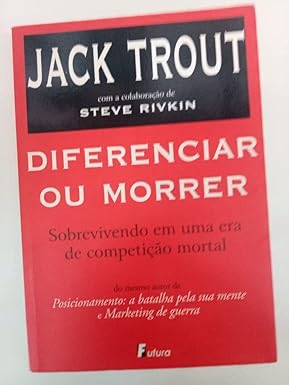 JACK TROUT
com a colaboração de
STEVE RIVKIN
DIFERENCIAR
OU MORRER
Sobrevivendo em uma era
de competição mortal
do mesmo autor de
Posicionamento: a batalha pela sua mente
e Marketing de guerra
Futura